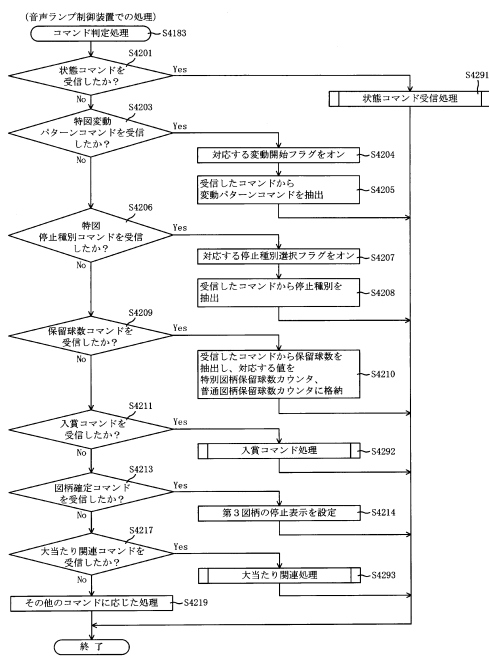 (音声ランプ制御装置での処理)
コマンド判定処理
S4183
S4201
状態コマンドを
受信したか?
Yes
No
S4291
状態コマンド受信処理
S4203
特図変動
パターンコマンドを受信
したか?
Yes
No
対応する変動開始フラグをオン
S4204
受信したコマンドから
変動パターンコマンドを抽出
S4205
S4206
特図
停止種別コマンドを受信
したか?
Yes
No
対応する停止種別選択フラグをオン
S4207
受信したコマンドから停止種別を
抽出
S4208
S4209
保留球数コマンドを
受信したか?
Yes
No
受信したコマンドから保留球数を
抽出し、対応する値を
特別図柄保留球数カウンタ、
普通図柄保留球数カウンタに格納
S4210
S4211
入賞コマンドを
受信したか?
Yes
No
入賞コマンド処理
S4292
S4213
図柄確定コマンド
を受信したか?
Yes
No
第3図柄の停止表示を設定
S4214
S4217
大当たり関連コマンドを
受信したか?
Yes
No
大当たり関連処理
S4293
その他のコマンドに応じた処理
S4219
終了